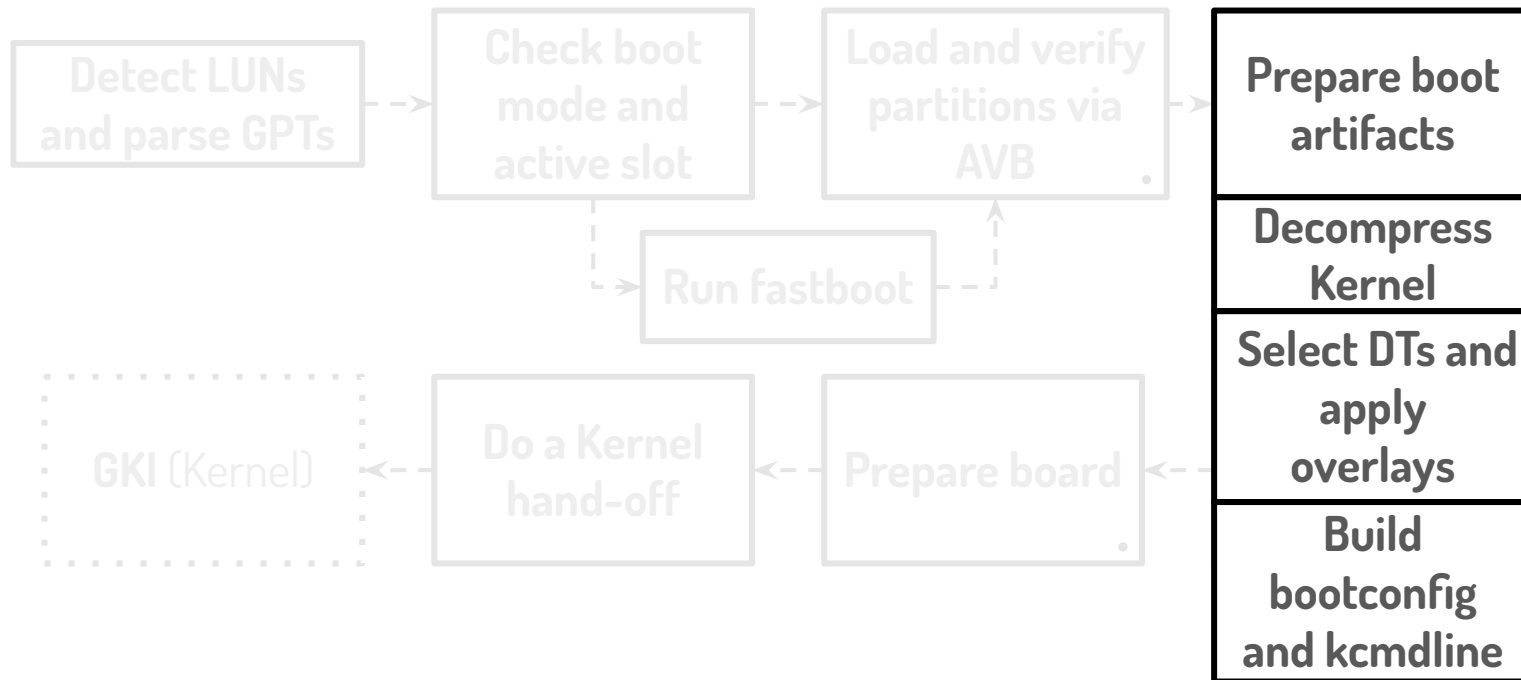 Detect LUNs
and parse GPTs
Check boot
mode and
active slot
Load and verify
partitions via
AVB
Prepare boot
artifacts
Decompress
Kernel
Run fastboot
Select DTs and
apply
overlays
GKI (Kernel)
Do a Kernel
hand-off
Prepare board
Build
bootconfig
and kcmdline